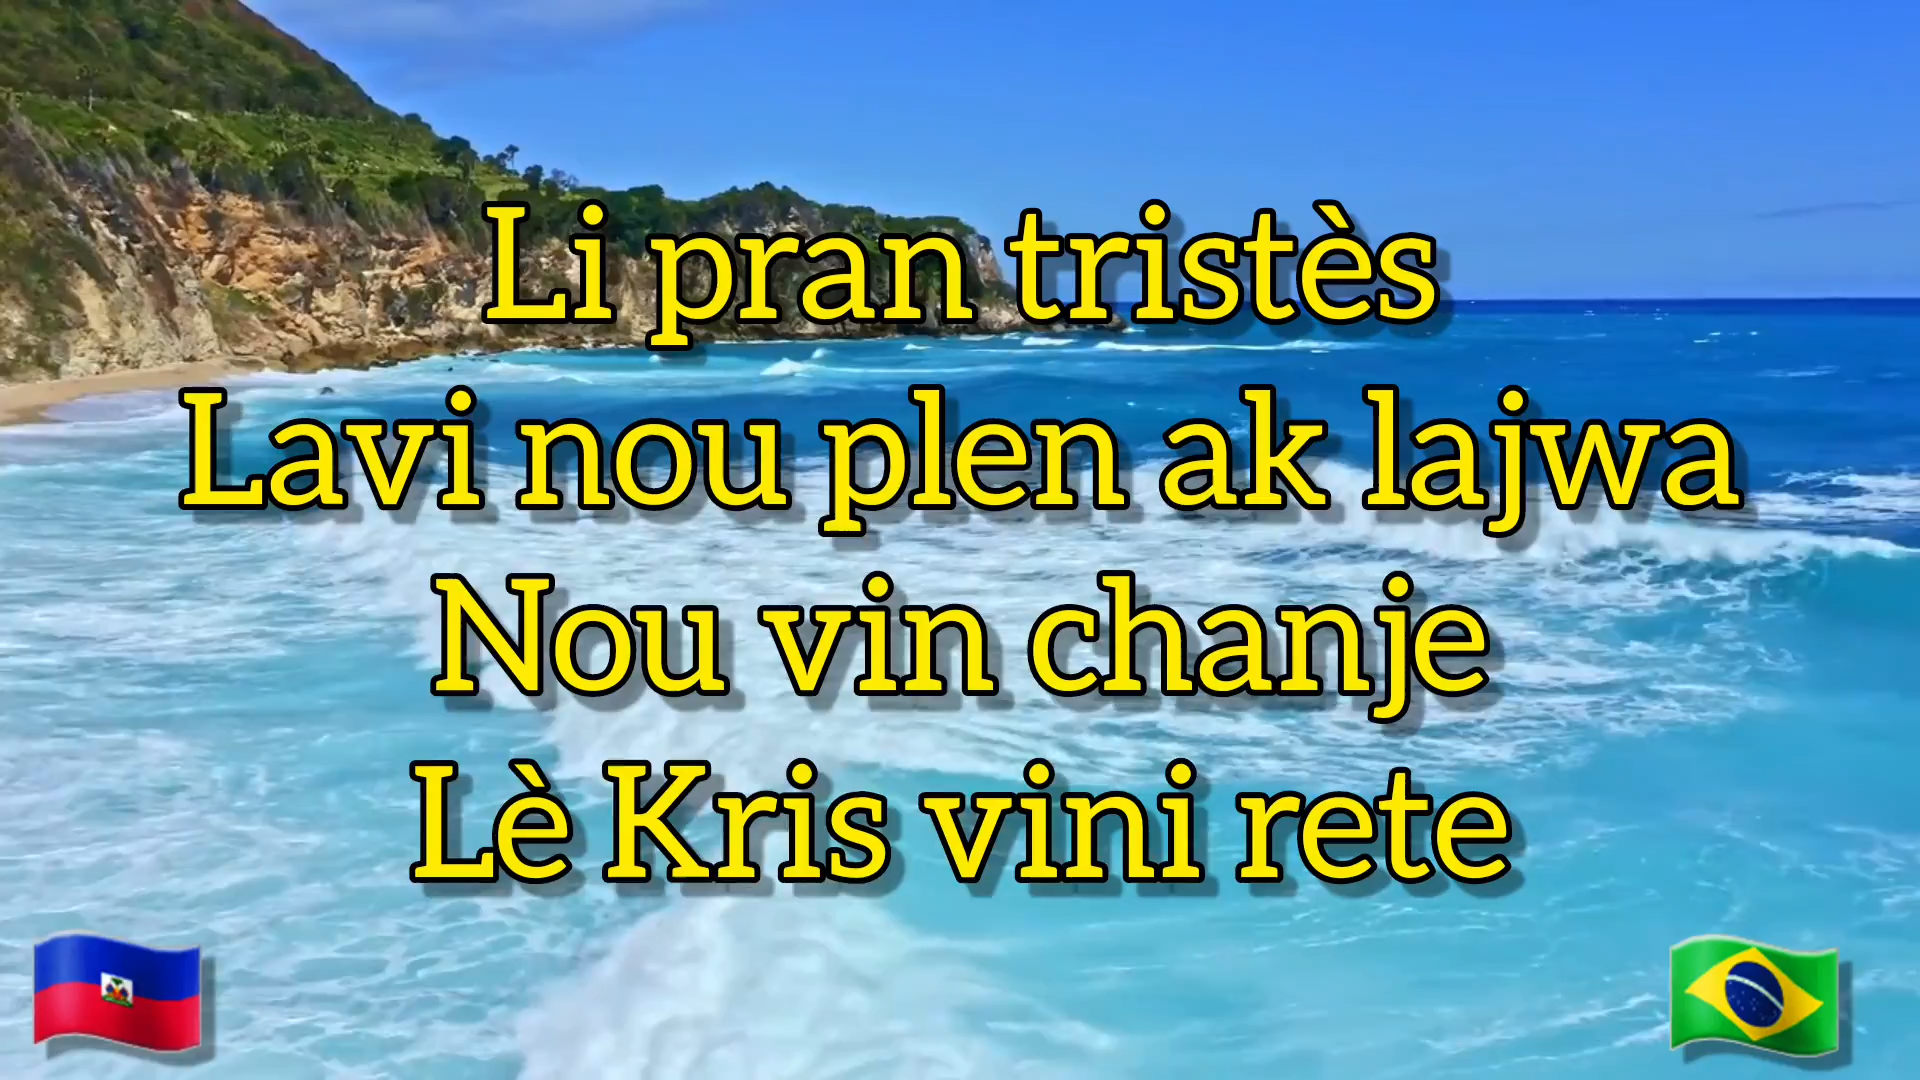 Li pran tristès
Lavi nou plen ak lajwa
Nou vin chanje
Lè Kris vini rete